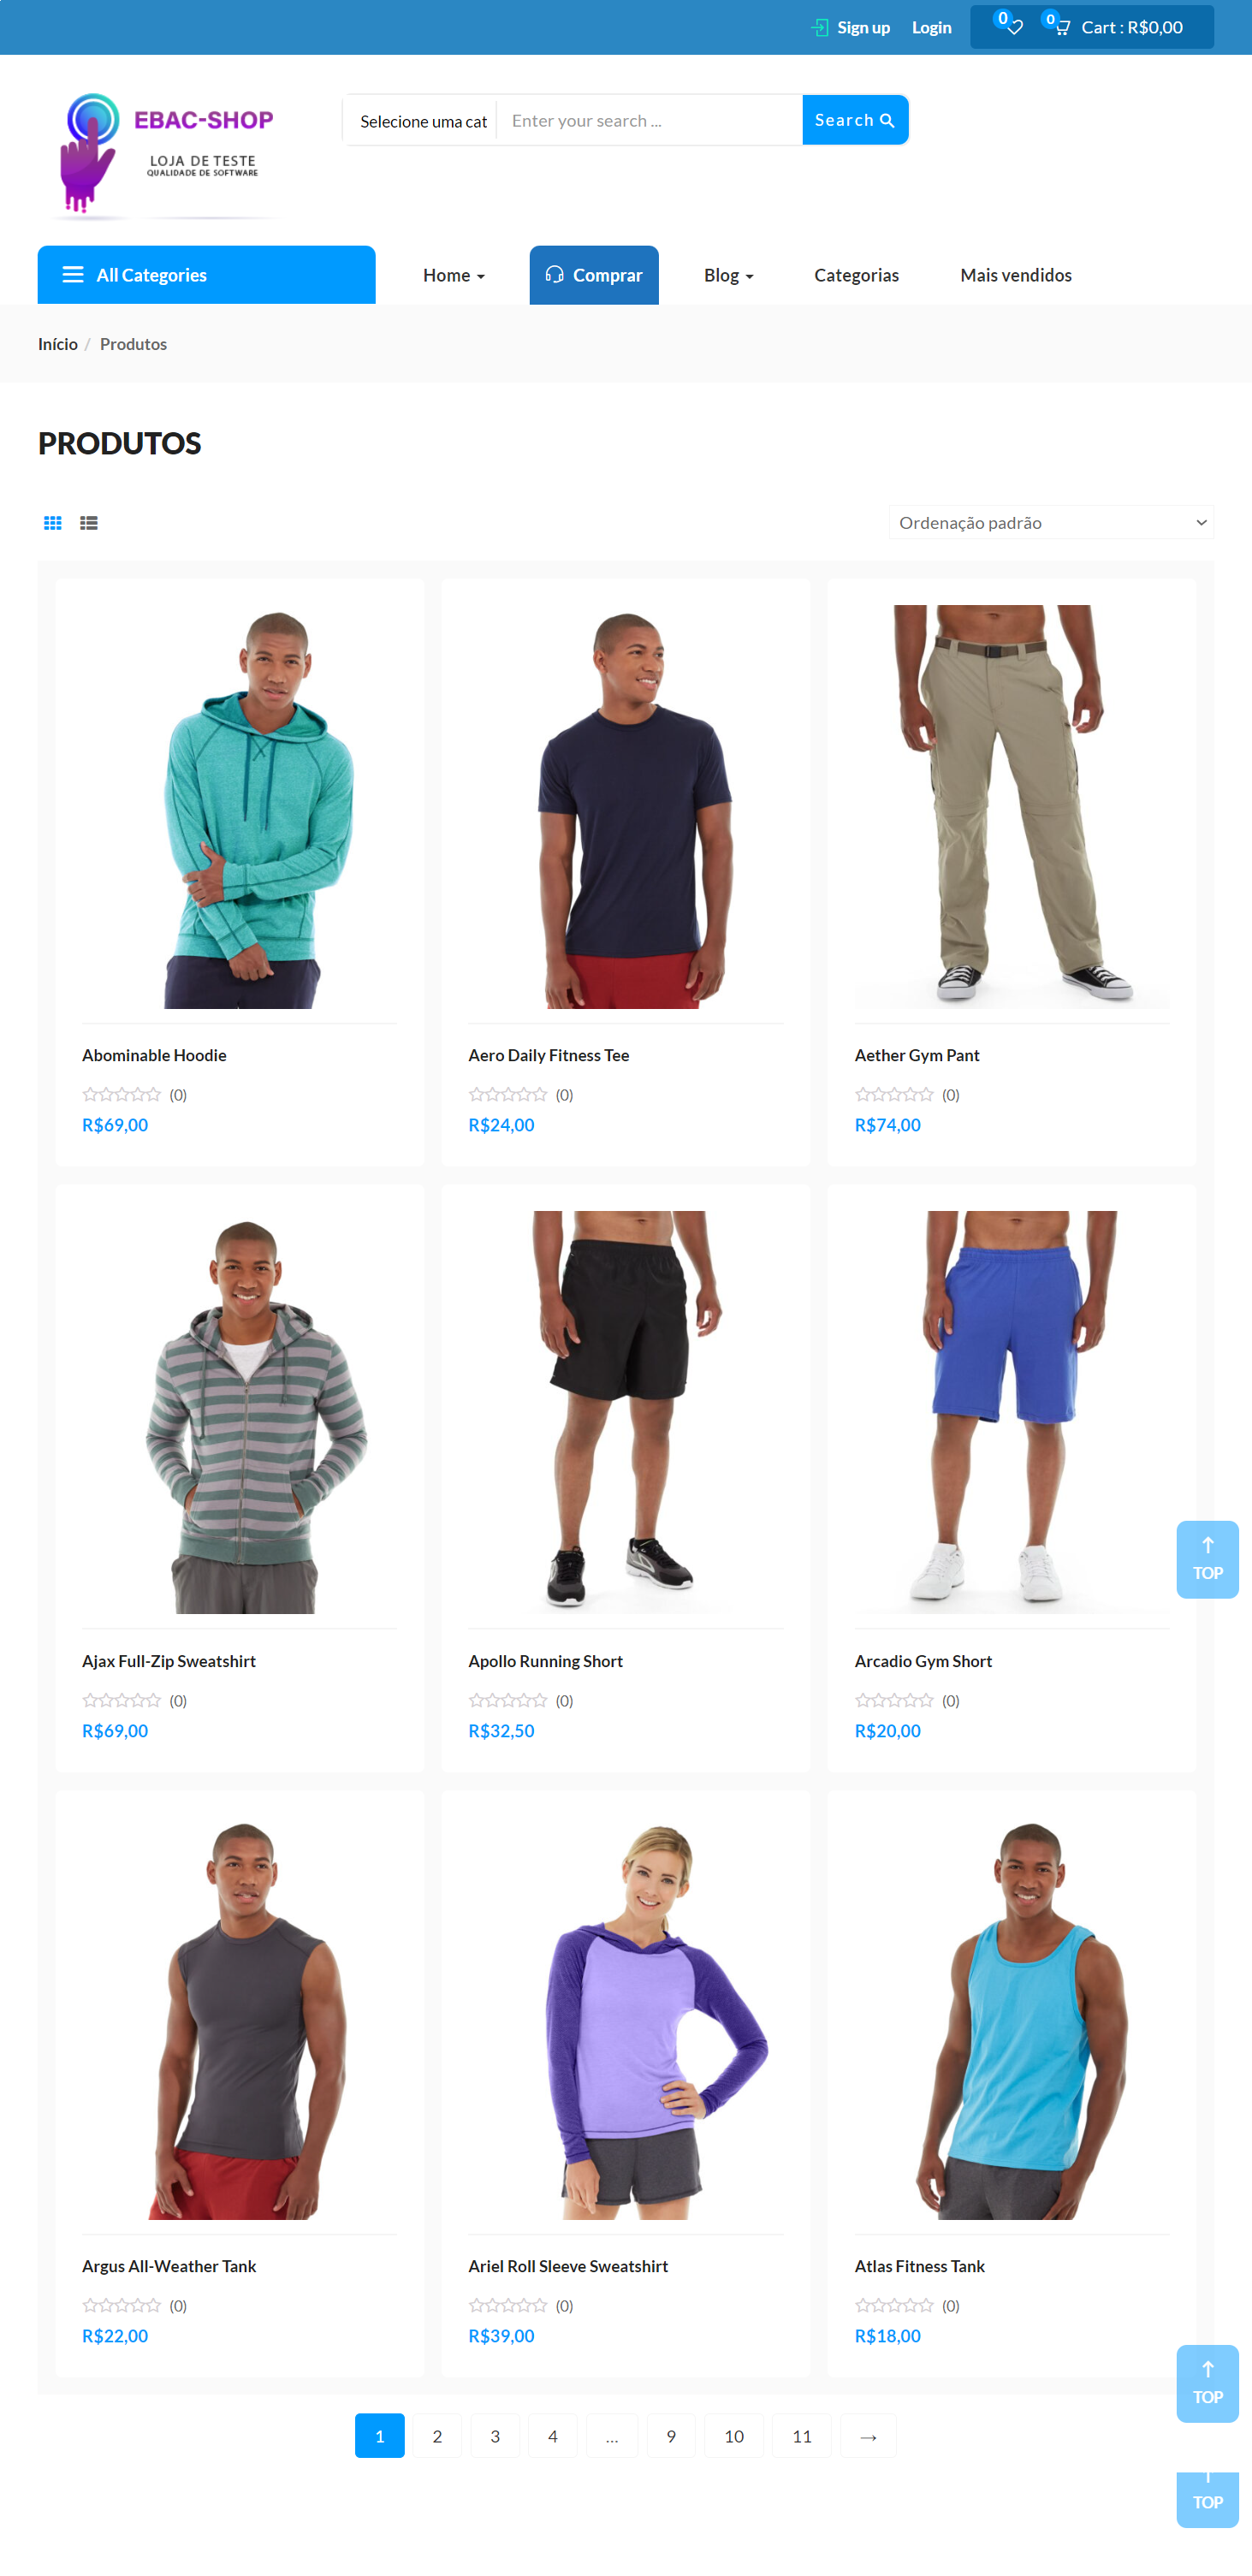 Sign up
Login
0
0
Cart : R$0,00
EBAC-SHOP
LOJA DE TESTE
QUALIDADE DE SOFTWARE
Selecione uma cat
Enter your search ...
Search
All Categories
Home
Comprar
Blog
Categorias
Mais vendidos
Início / Produtos
PRODUTOS
Ordenação padrão
Abominable Hoodie
(0)
R$69,00
Aero Daily Fitness Tee
(0)
R$24,00
Aether Gym Pant
(0)
R$74,00
Ajax Full-Zip Sweatshirt
(0)
R$69,00
Apollo Running Short
(0)
R$32,50
Arcadio Gym Short
(0)
R$20,00
TOP
Argus All-Weather Tank
(0)
R$22,00
Ariel Roll Sleeve Sweatshirt
(0)
R$39,00
Atlas Fitness Tank
(0)
R$18,00
TOP
1 2 3 4 … 9 10 11 →
TOP